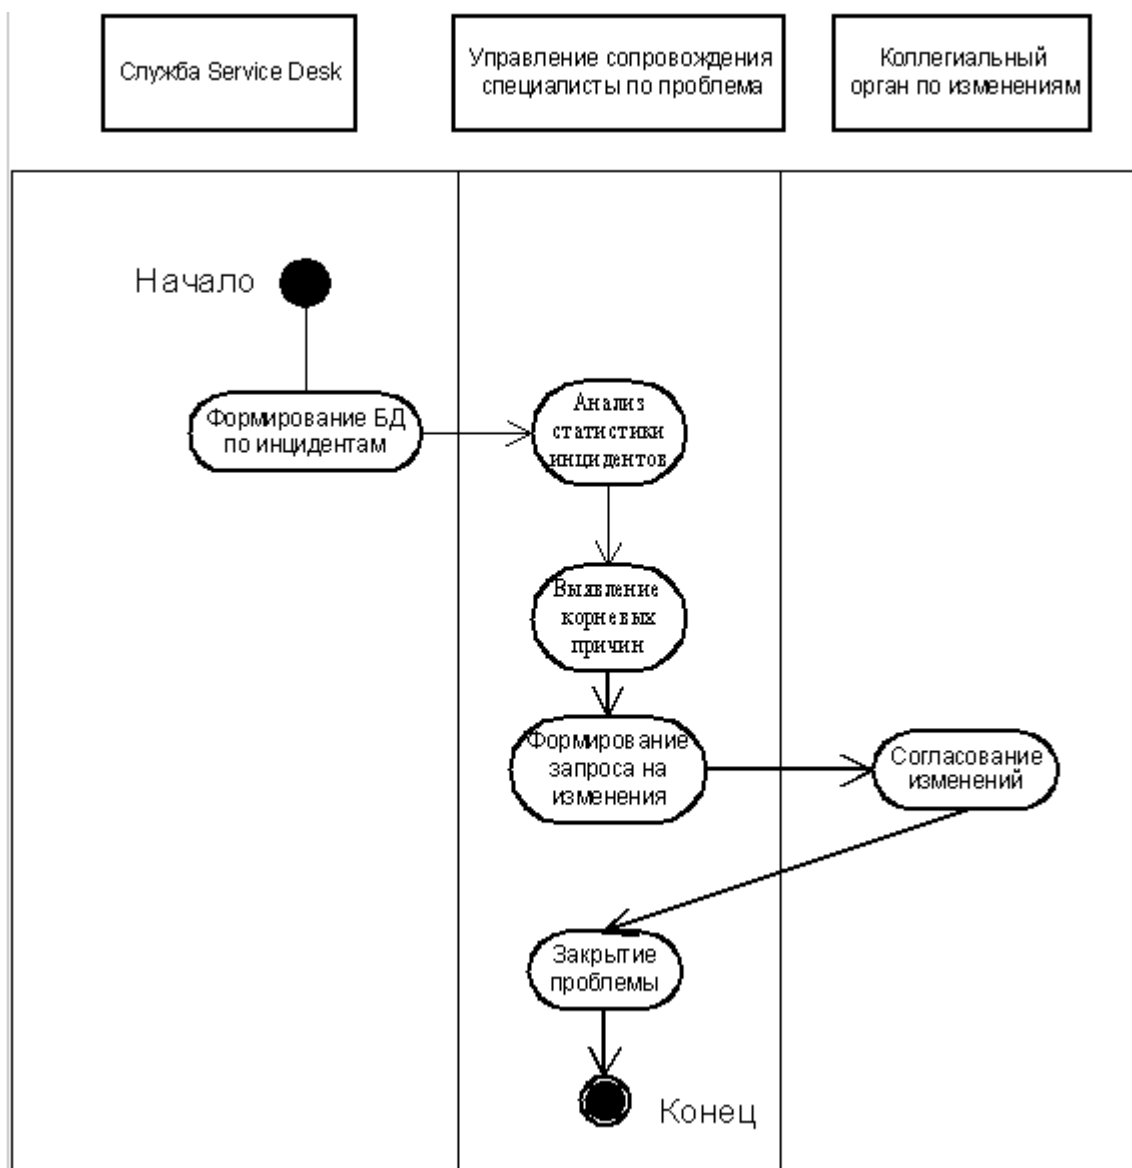 Служба Service Desk
Управление сопровождения
специалисты по проблема
Коллегиальный
орган по изменениям
Начало
Формирование БД
по инцидентам
Анализ
статистики
инцидентов
Выявление
корневых
причин
Формирование
запроса на
изменения
Согласование
изменений
Закрытие
проблемы
Конец